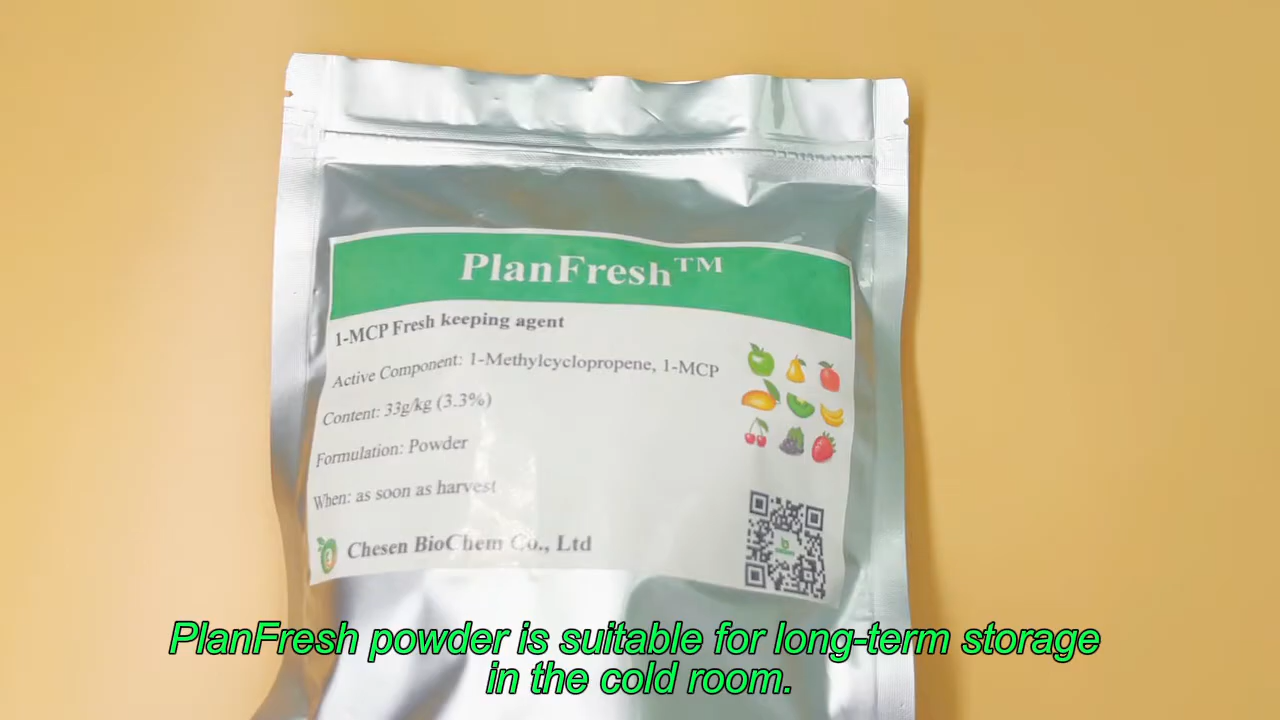 PlanFresh™
1-MCP Fresh keeping agent
Active Component: 1-Methylcyclopropene, 1-MCP
Content: 33g/kg (3.3%)
Formulation: Powder
When: as soon as harvest
Chesen BioChem Co., Ltd
PlanFresh powder is suitable for long-term storage
in the cold room.